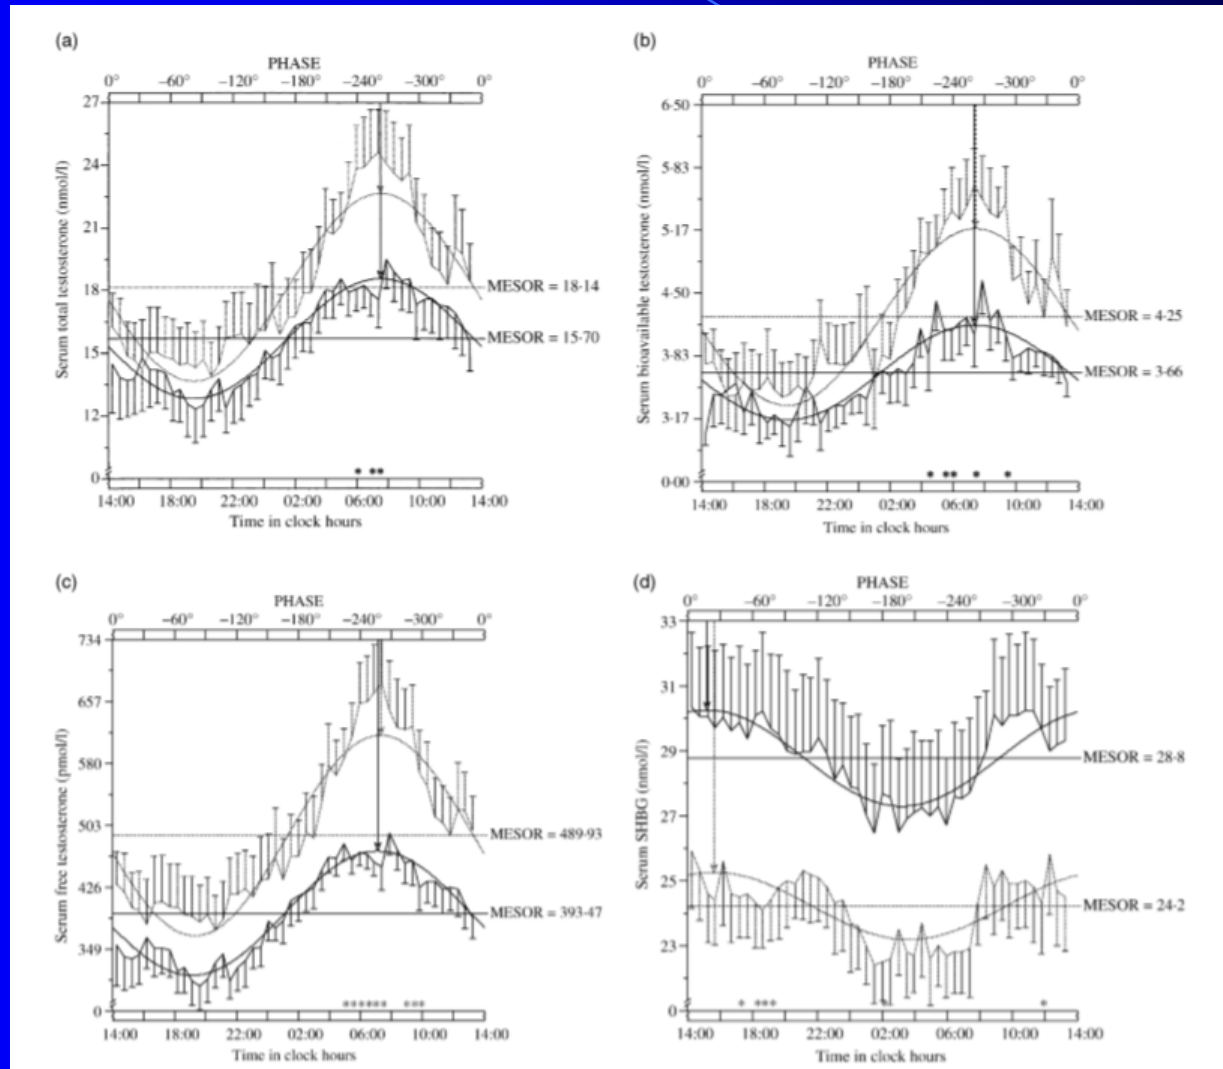 (a)
PHASE
0° –60° –120° –180° –240° –300° 0°
27
24
21
18
15
12
0
Serum total testosterone (nmol/l)
MESOR = 18·14
MESOR = 15·70
* **
14:00 18:00 22:00 02:00 06:00 10:00 14:00
Time in clock hours
(b)
PHASE
0° –60° –120° –180° –240° –300° 0°
6·50
5·83
5·17
4·50
3·83
3·17
0·00
Serum bioavailable testosterone (nmol/l)
MESOR = 4·25
MESOR = 3·66
* ** * *
14:00 18:00 22:00 02:00 06:00 10:00 14:00
Time in clock hours
(c)
PHASE
0° –60° –120° –180° –240° –300° 0°
734
657
580
503
426
349
0
Serum free testosterone (pmol/l)
MESOR = 489·93
MESOR = 393·47
****** ***
14:00 18:00 22:00 02:00 06:00 10:00 14:00
Time in clock hours
(d)
PHASE
0° –60° –120° –180° –240° –300° 0°
33
31
29
27
25
23
0
Serum SHBG (nmol/l)
MESOR = 28·8
MESOR = 24·2
* *** * *
14:00 18:00 22:00 02:00 06:00 10:00 14:00
Time in clock hours